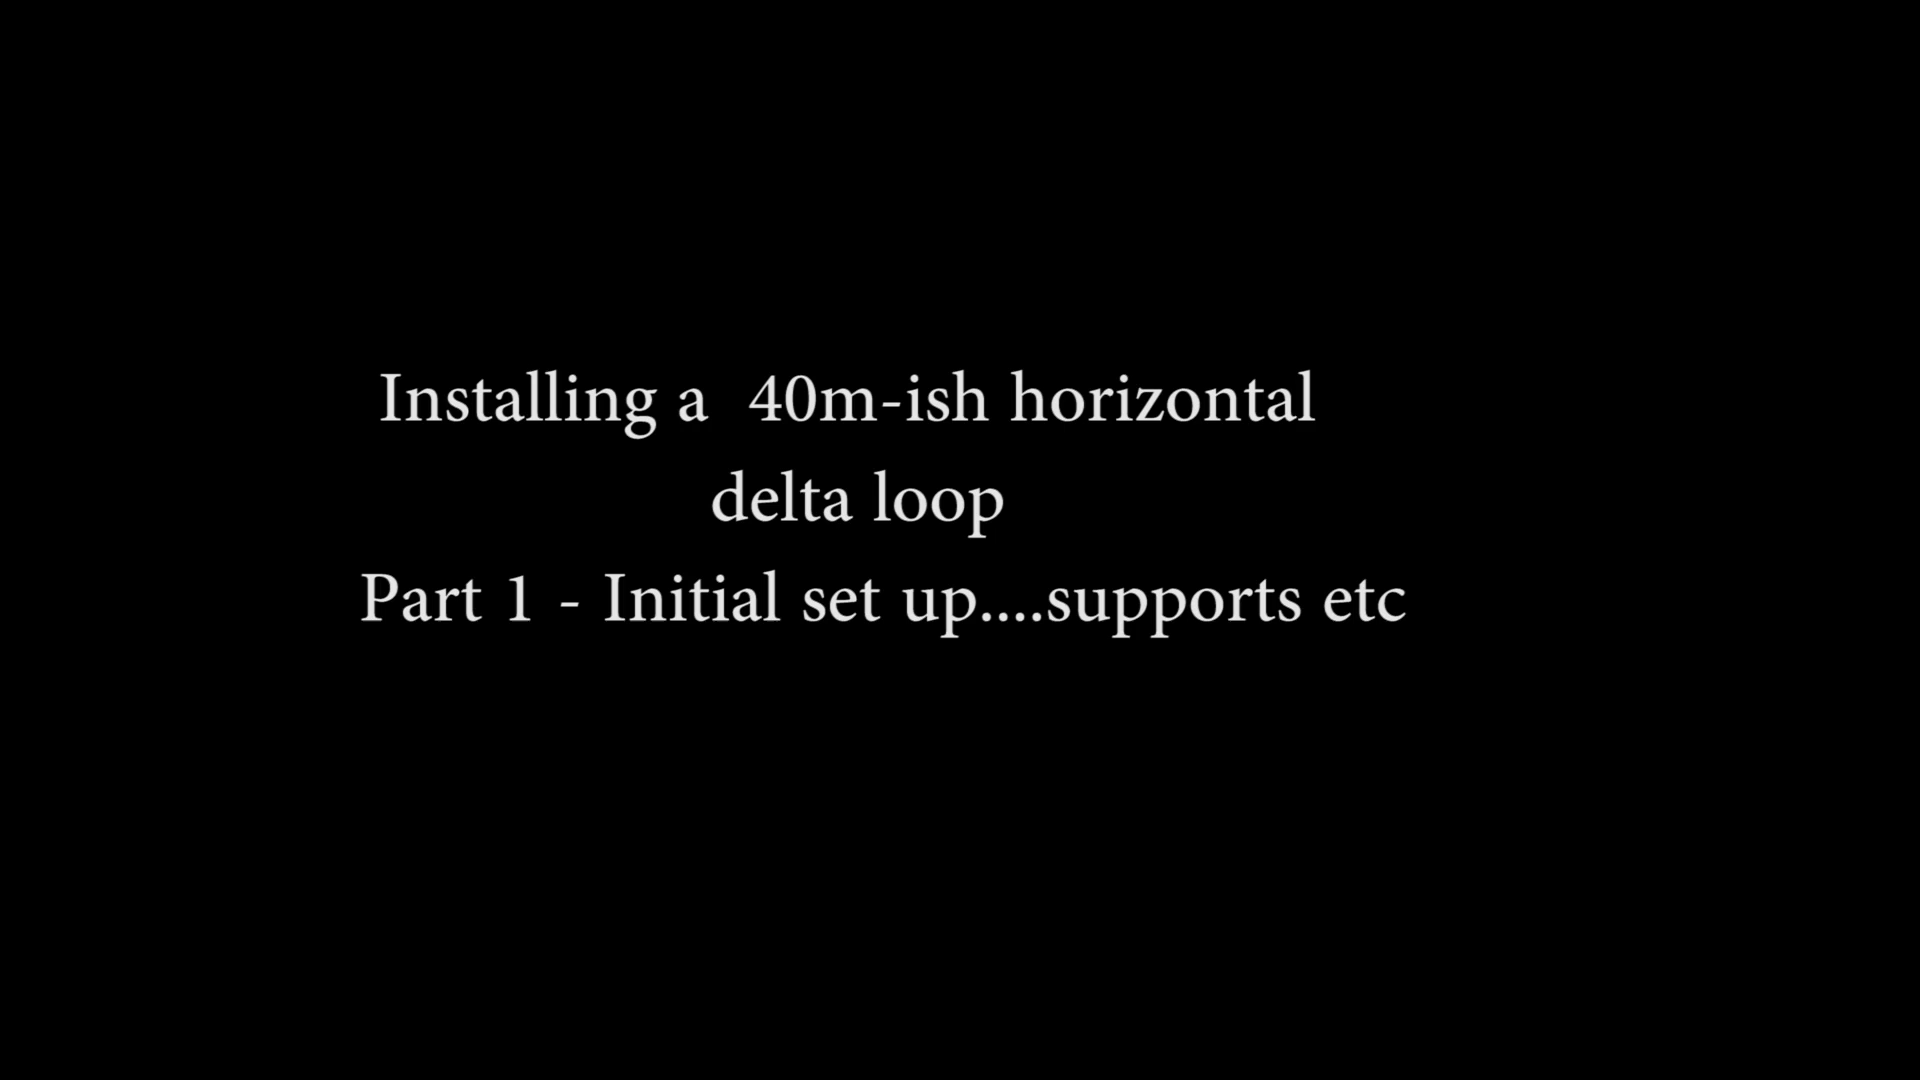 Installing a  40m-ish horizontal
delta loop
Part 1 - Initial set up....supports etc